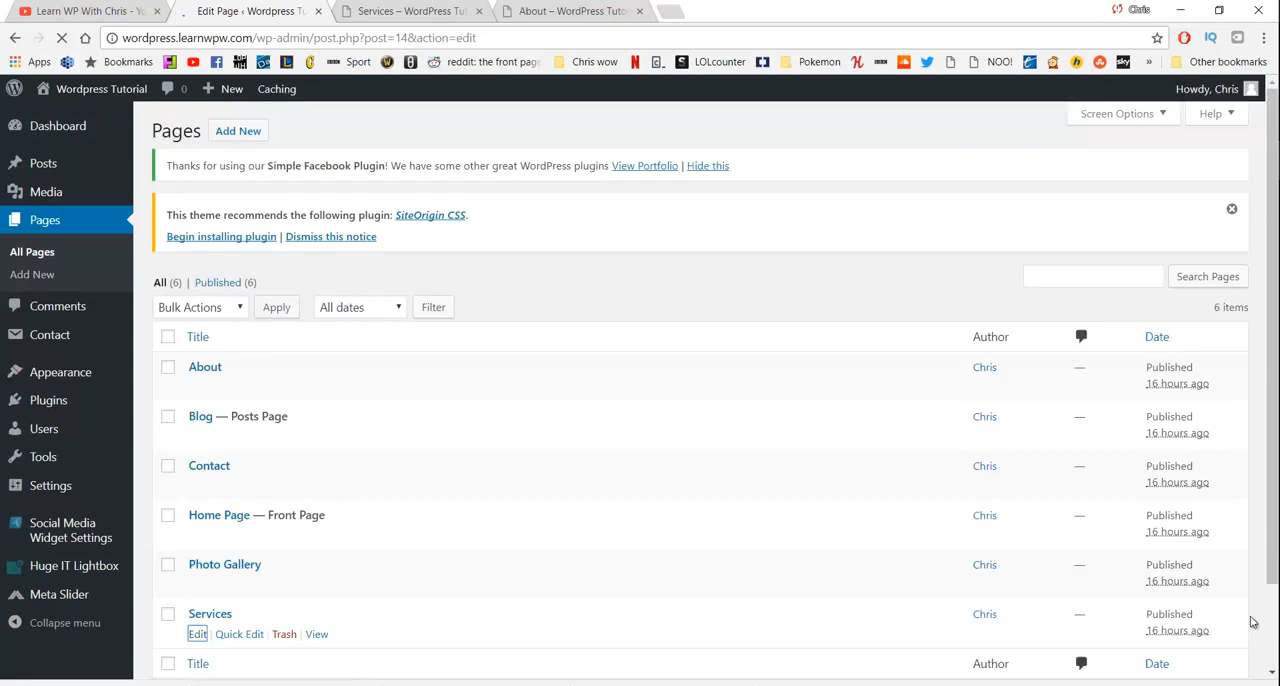 Learn WP With Chris - Yo
Edit Page ‹ Wordpress Tu
Services – WordPress Tut
About – WordPress Tutor
Chris
wordpress.learnwpw.com/wp-admin/post.php?post=14&action=edit
Apps
Bookmarks
Sport
reddit: the front page
Chris wow
LOLcounter
Pokemon
NOO!
sky
»
Other bookmarks
Wordpress Tutorial
0
New
Caching
Howdy, Chris
Dashboard
Posts
Media
Pages
All Pages
Add New
Comments
Contact
Appearance
Plugins
Users
Tools
Settings
Social Media
Widget Settings
Huge IT Lightbox
Meta Slider
Collapse menu
Screen Options
Help
Pages
Add New
Thanks for using our Simple Facebook Plugin! We have some other great WordPress plugins View Portfolio | Hide this
This theme recommends the following plugin: SiteOrigin CSS.
Begin installing plugin | Dismiss this notice
All (6) | Published (6)
Search Pages
Bulk Actions
Apply
All dates
Filter
6 items
Title
Author
Date
About
Chris
—
Published
16 hours ago
Blog — Posts Page
Chris
—
Published
16 hours ago
Contact
Chris
—
Published
16 hours ago
Home Page — Front Page
Chris
—
Published
16 hours ago
Photo Gallery
Chris
—
Published
16 hours ago
Services
Edit | Quick Edit | Trash | View
Chris
—
Published
16 hours ago
Title
Author
Date